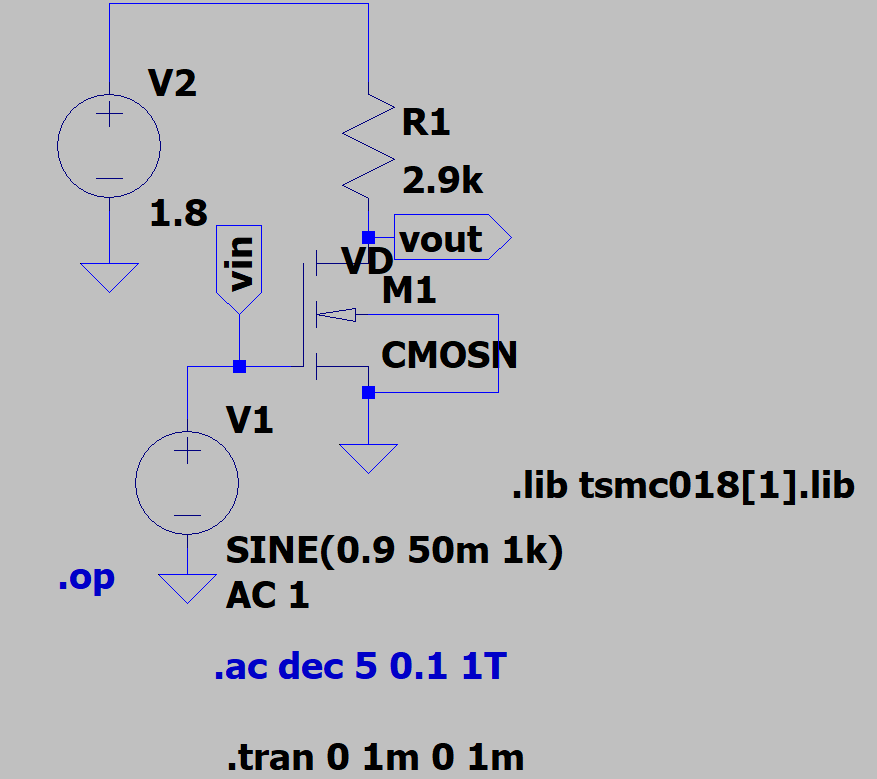 V2
R1
2.9k
1.8
vin
vout
VD
M1
CMOSN
V1
.lib tsmc018[1].lib
SINE(0.9 50m 1k)
.op
AC 1
.ac dec 5 0.1 1T
.tran 0 1m 0 1m